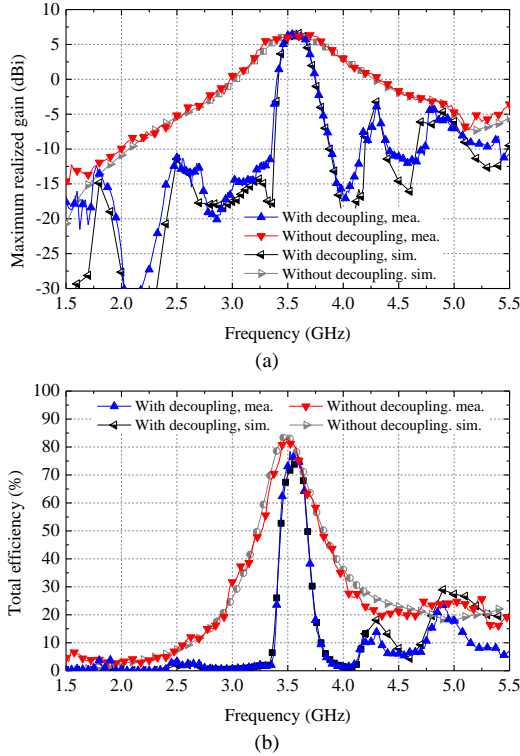 10
5
0
-5
-10
-15
-20
-25
-30
Maximum realized gain (dBi)
With decoupling, mea.
Without decoupling, mea.
With decoupling, sim.
Without decoupling. sim.
1.5 2.0 2.5 3.0 3.5 4.0 4.5 5.0 5.5
Frequency (GHz)
(a)
100
90
80
70
60
50
40
30
20
10
0
Total efficiency (%)
With decoupling, mea. Without decoupling. mea.
With decoupling, sim. Without decoupling. sim.
1.5 2.0 2.5 3.0 3.5 4.0 4.5 5.0 5.5
Frequency (GHz)
(b)